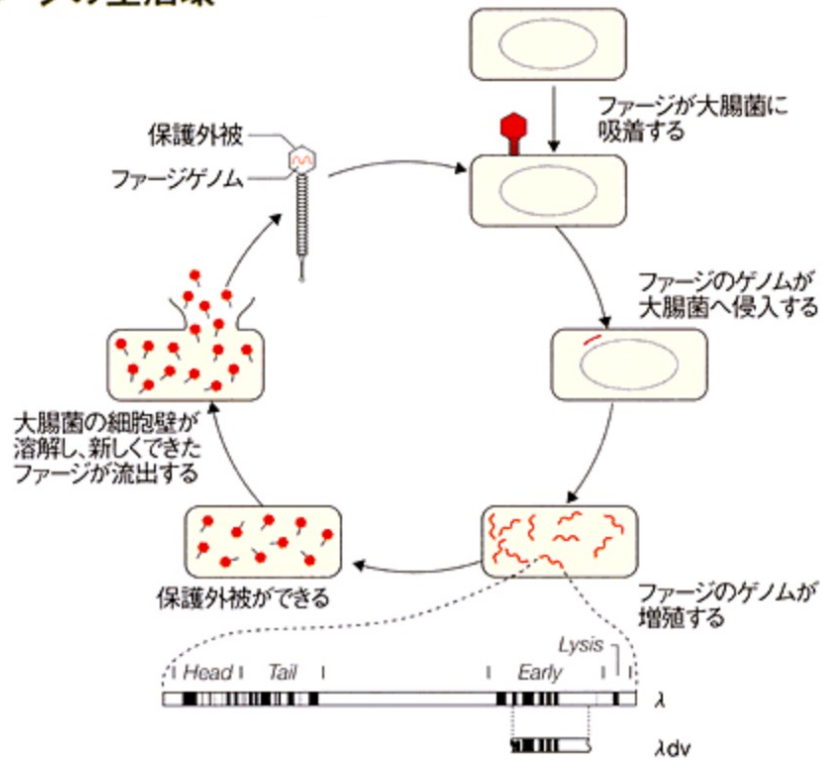 ファージが大腸菌に
吸着する
保護外被
ファージゲノム
ファージのゲノムが
大腸菌へ侵入する
大腸菌の細胞壁が
溶解し、新しくできた
ファージが流出する
保護外被ができる
ファージのゲノムが
増殖する
Lysis
Head Tail Early
λ
λdv